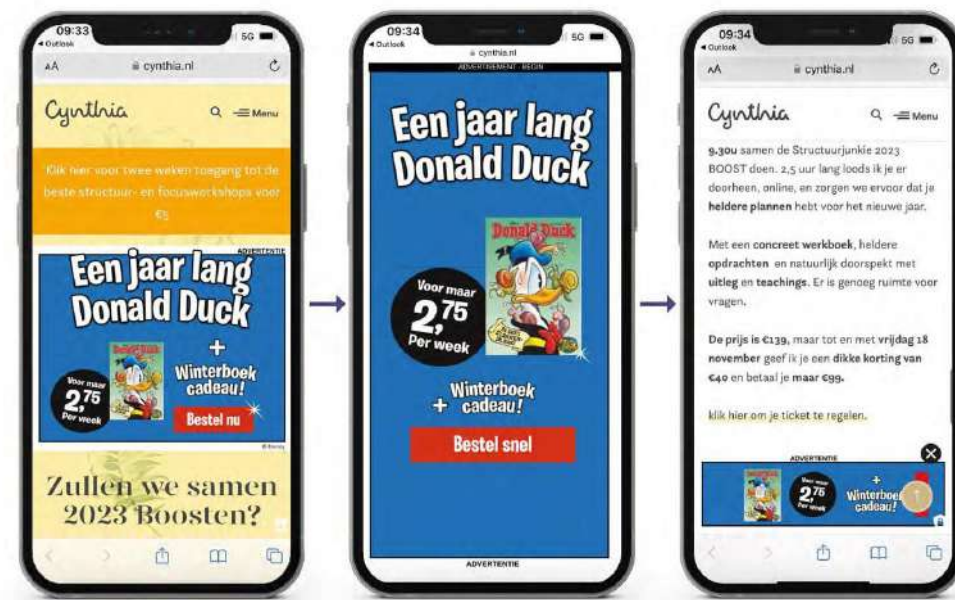 09:33
5G
◀ Outlook
AA
cynthia.nl
Cynthia
Menu
Klik hier voor twee weken toegang tot de
beste structuur- en focusworkshops voor
€5
ADVERTENTIE
Een jaar lang
Donald Duck
Donald Duck
Voor maar
2,75
Per week
+
Winterboek
cadeau!
Bestel nu
© Disney
Zullen we samen
2023 Boosten?
09:34
5G
◀ Outlook
cynthia.nl
ADVERTISEMENT - BEGIN
Een jaar lang
Donald Duck
Donald Duck
Voor maar
2,75
Per week
Winterboek
+ cadeau!
Bestel snel
ADVERTENTIE
09:34
5G
◀ Outlook
AA
cynthia.nl
Cynthia
Menu
9.30u samen de Structuurjunkie 2023
BOOST doen. 2,5 uur lang loods ik je er
doorheen, online, en zorgen we ervoor dat je
heldere plannen hebt voor het nieuwe jaar.
Met een concreet werkboek, heldere
opdrachten en natuurlijk doorspekt met
uitleg en teachings. Er is genoeg ruimte voor
vragen.
De prijs is €139, maar tot en met vrijdag 18
november geef ik je een dikke korting van
€40 en betaal je maar €99.
klik hier om je ticket te regelen.
ADVERTENTIE
Voor maar
2,75
Per week
+
Winterboek
cadeau!